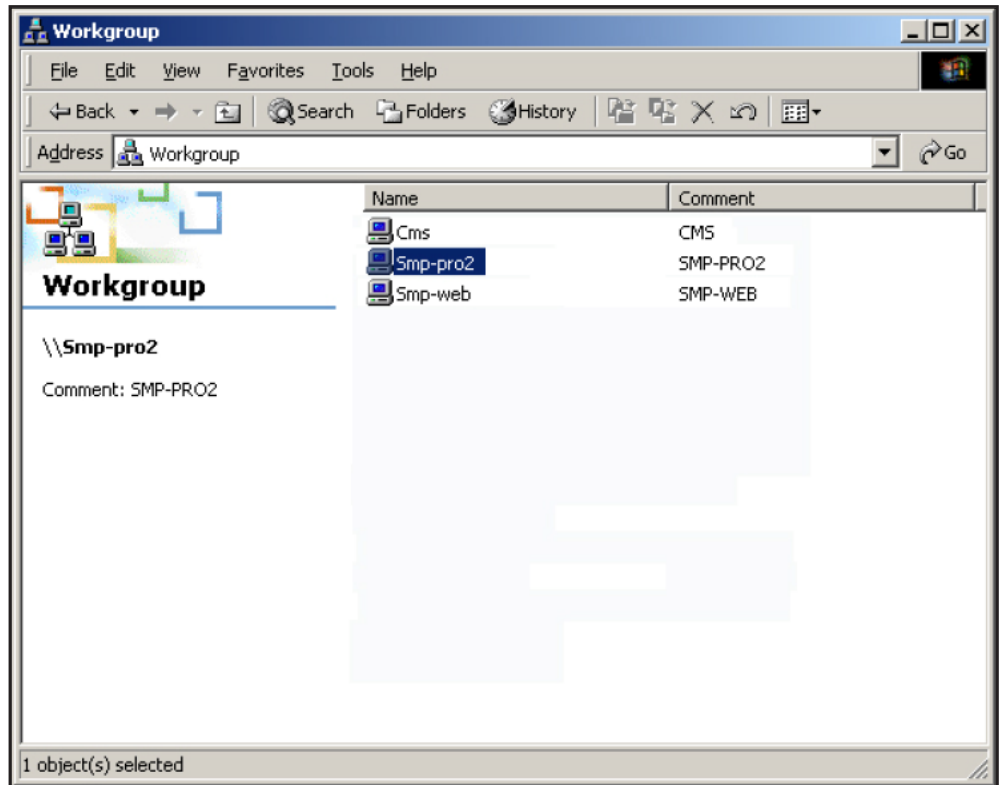 Workgroup
File Edit View Favorites Tools Help
Back Search Folders History
Address Workgroup Go
Name Comment
Cms CMS
Smp-pro2 SMP-PRO2
Smp-web SMP-WEB
Workgroup
\\Smp-pro2
Comment: SMP-PRO2
1 object(s) selected